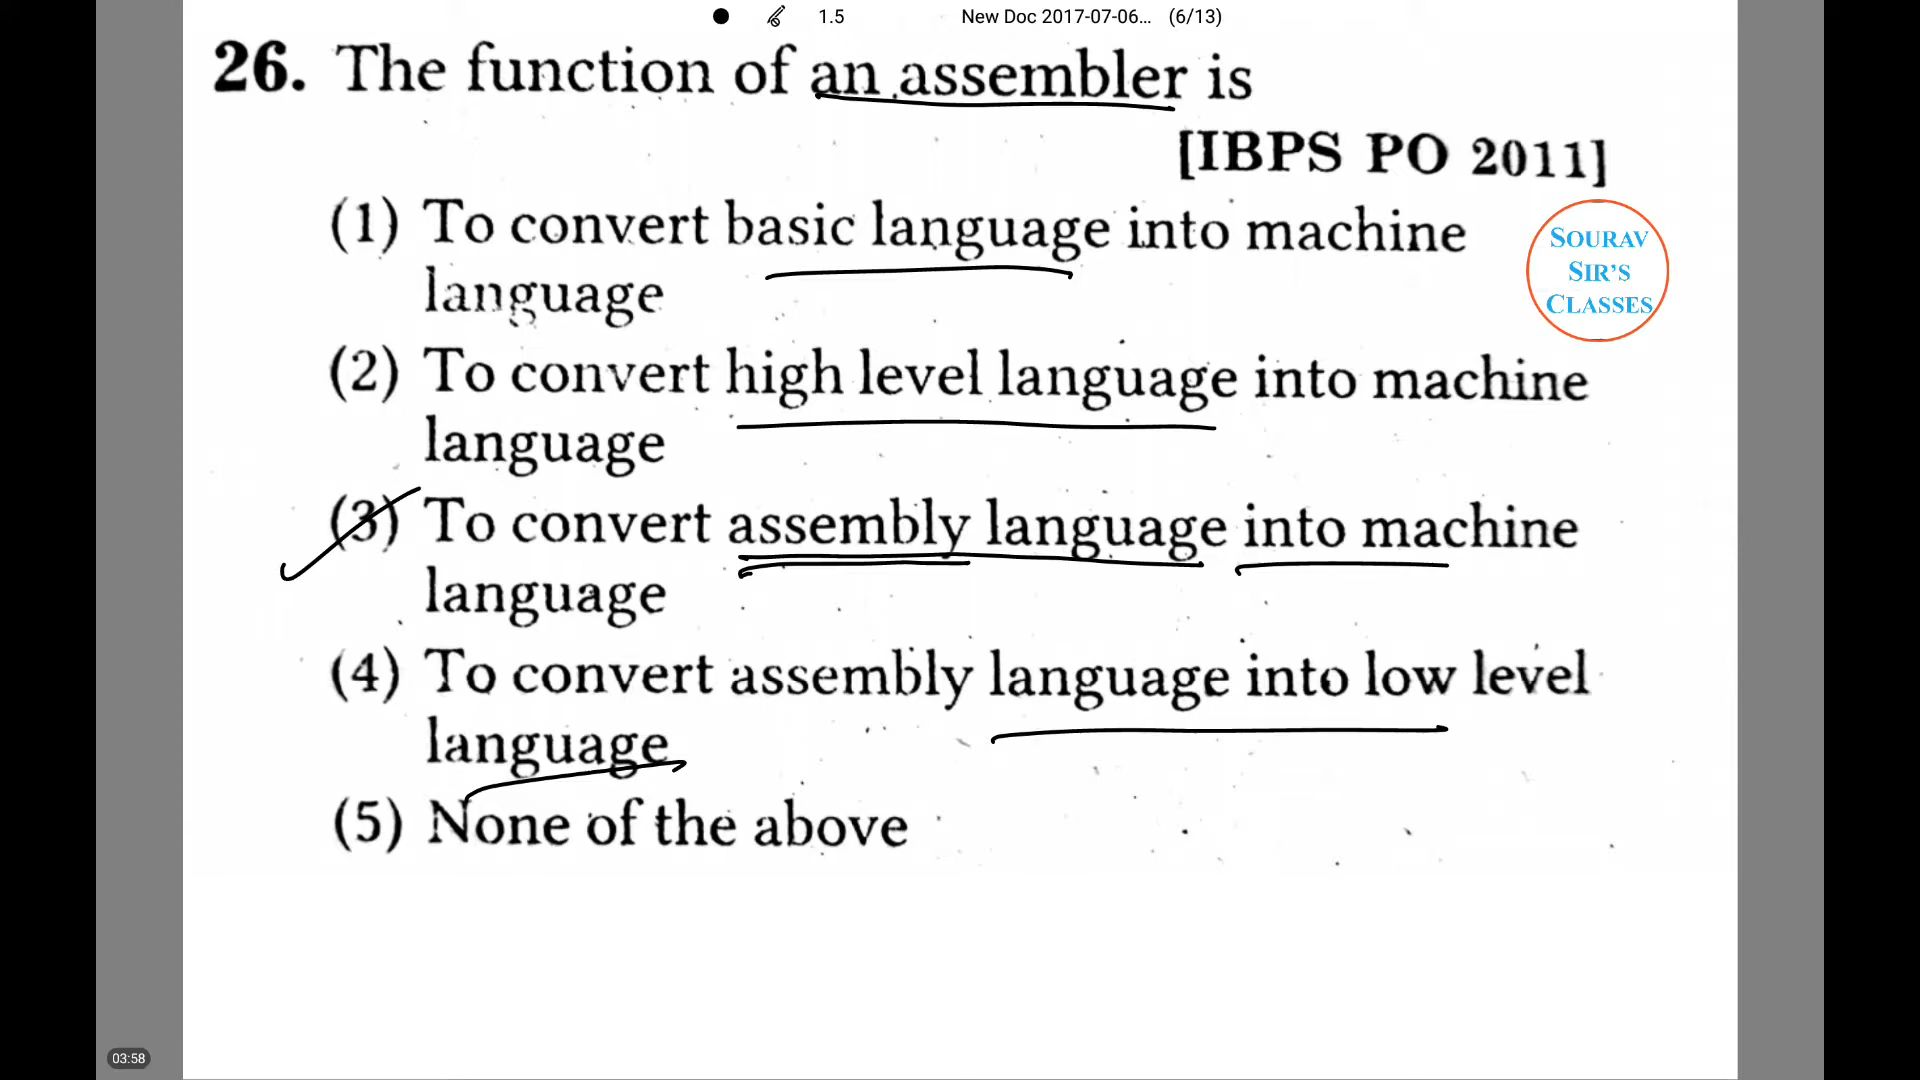 1.5 New Doc 2017-07-06... (6/13)
26. The function of an assembler is
[IBPS PO 2011]
(1) To convert basic language into machine
language
SOURAV
SIR'S
CLASSES
(2) To convert high level language into machine
language
(3) To convert assembly language into machine
language
(4) To convert assembly language into low level
language
(5) None of the above
03:58